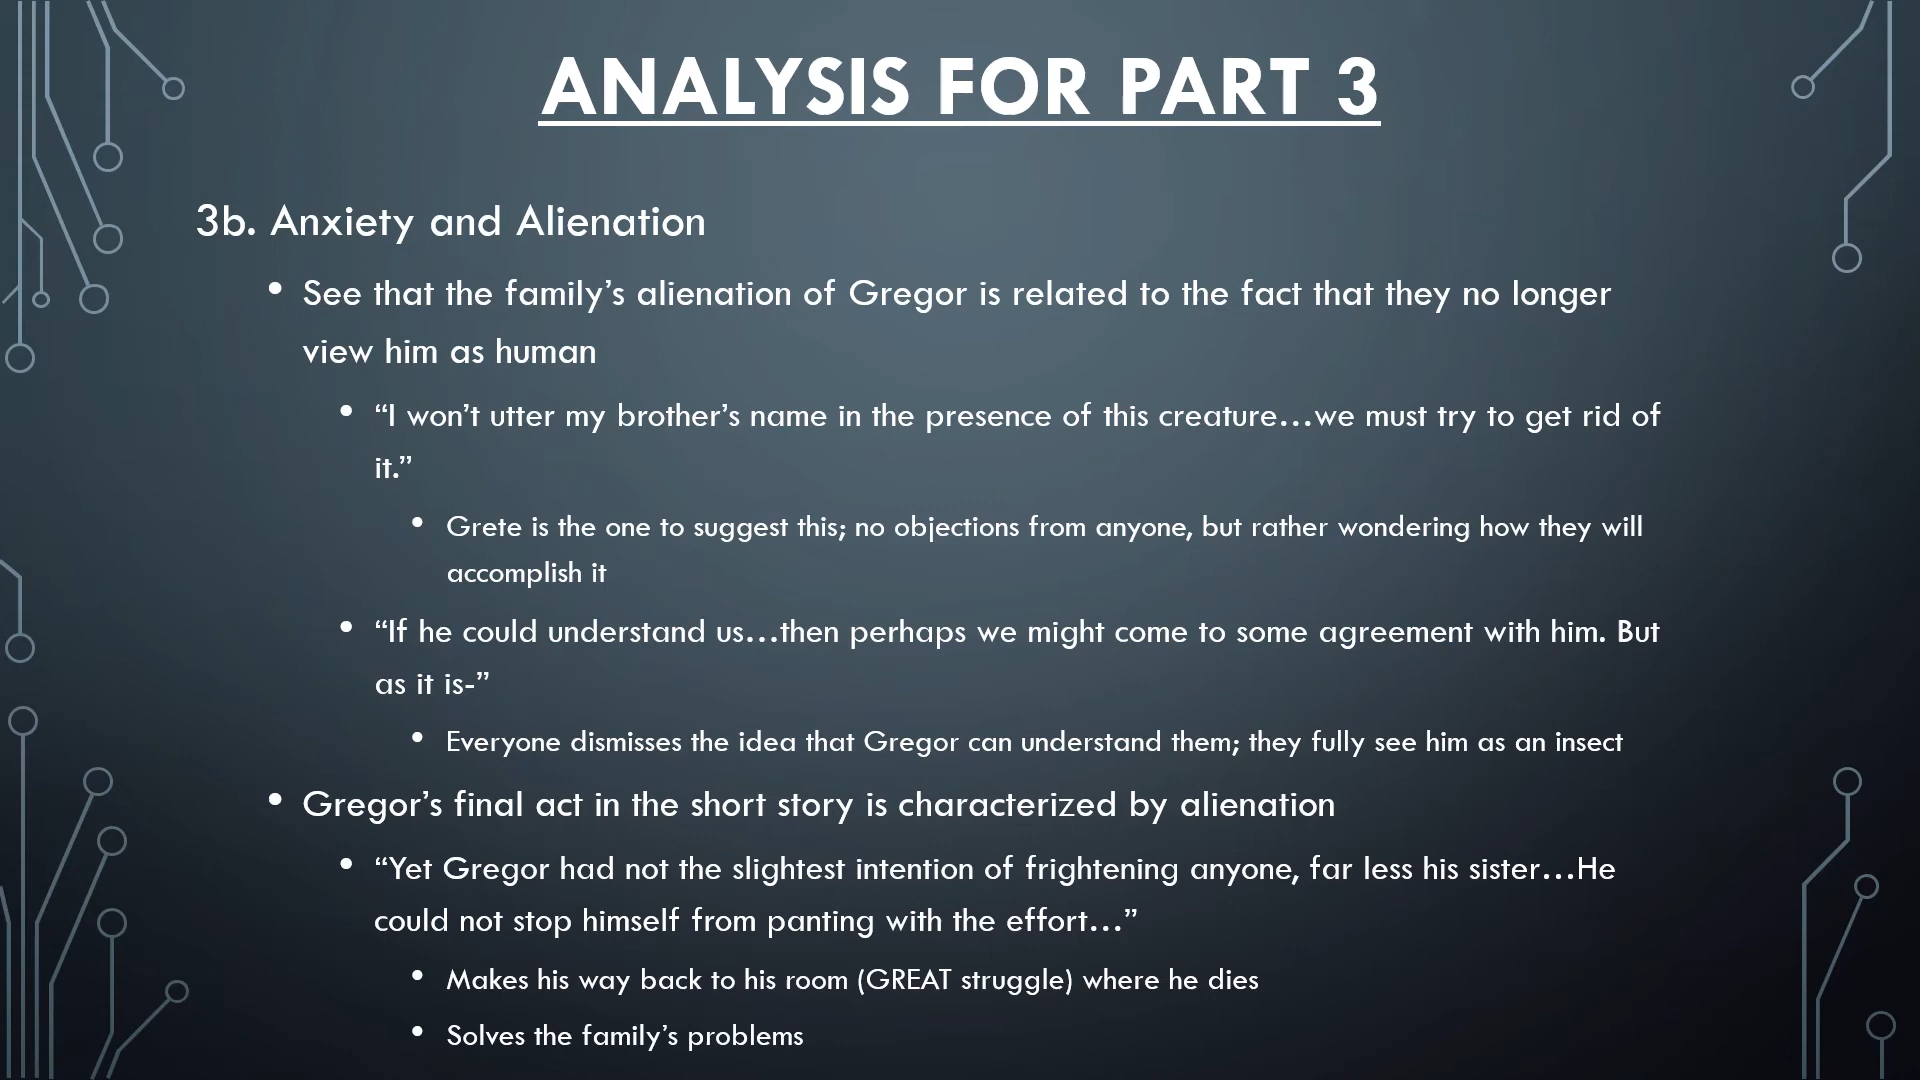 ANALYSIS FOR PART 3
3b. Anxiety and Alienation
• See that the family’s alienation of Gregor is related to the fact that they no longer
view him as human
• “I won’t utter my brother’s name in the presence of this creature…we must try to get rid of
it.”
• Grete is the one to suggest this; no objections from anyone, but rather wondering how they will
accomplish it
• “If he could understand us…then perhaps we might come to some agreement with him. But
as it is-”
• Everyone dismisses the idea that Gregor can understand them; they fully see him as an insect
• Gregor’s final act in the short story is characterized by alienation
• “Yet Gregor had not the slightest intention of frightening anyone, far less his sister…He
could not stop himself from panting with the effort…”
• Makes his way back to his room (GREAT struggle) where he dies
• Solves the family’s problems